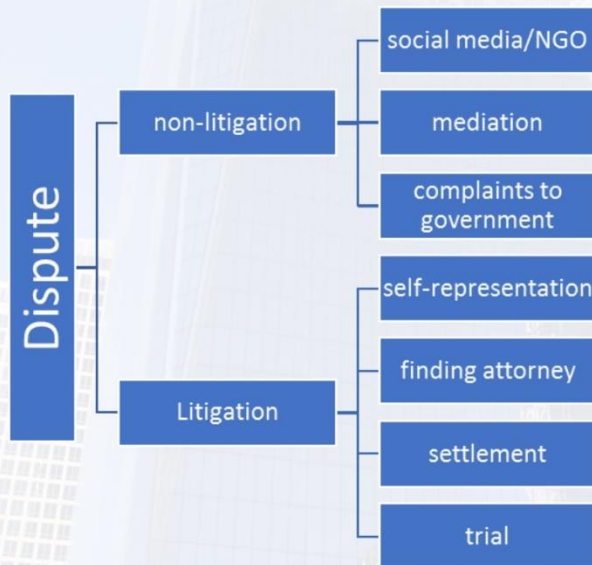 Dispute
non-litigation
social media/NGO
mediation
complaints to
government
Litigation
self-representation
finding attorney
settlement
trial